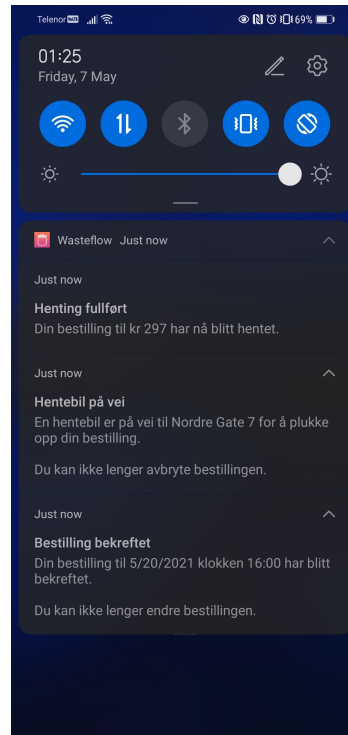 Telenor 69%
01:25
Friday, 7 May
Wasteflow Just now
Just now
Henting fullført
Din bestilling til kr 297 har nå blitt hentet.
Just now
Hentebil på vei
En hentebil er på vei til Nordre Gate 7 for å plukke
opp din bestilling.
Du kan ikke lenger avbryte bestillingen.
Just now
Bestilling bekreftet
Din bestilling til 5/20/2021 klokken 16:00 har blitt
bekreftet.
Du kan ikke lenger endre bestillingen.